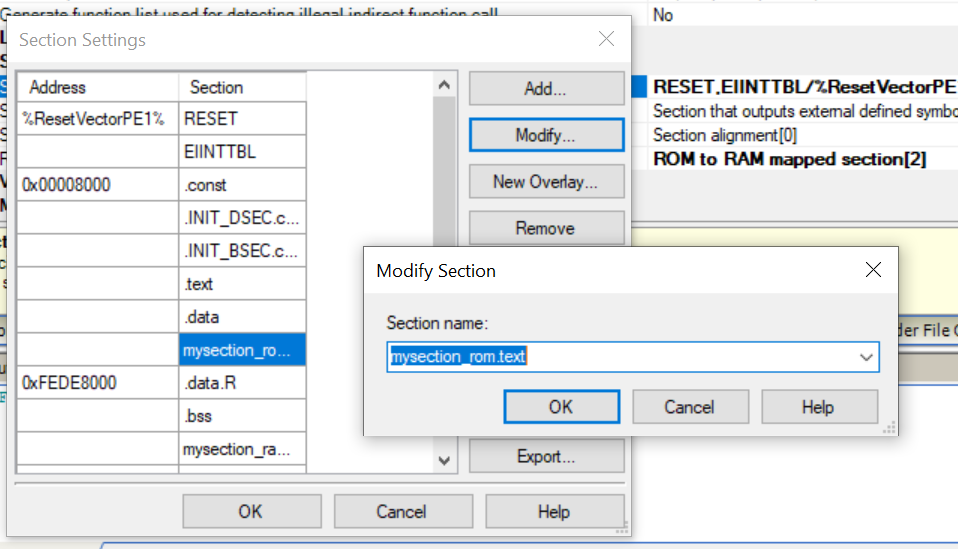 Generate function list used for detecting illegal indirect function call
No
Section Settings
Address Section
%ResetVectorPE1% RESET
EIINTTBL
0x00008000 .const
.INIT_DSEC.c...
.INIT_BSEC.c...
.text
.data
mysection_ro...
0xFEDE8000 .data.R
.bss
mysection_ra...
Add...
Modify...
New Overlay...
Remove
Export...
OK Cancel Help
RESET,EIINTTBL/%ResetVectorPE
Section that outputs external defined symbo
Section alignment[0]
ROM to RAM mapped section[2]
Modify Section
Section name:
mysection_rom.text
OK Cancel Help
der File